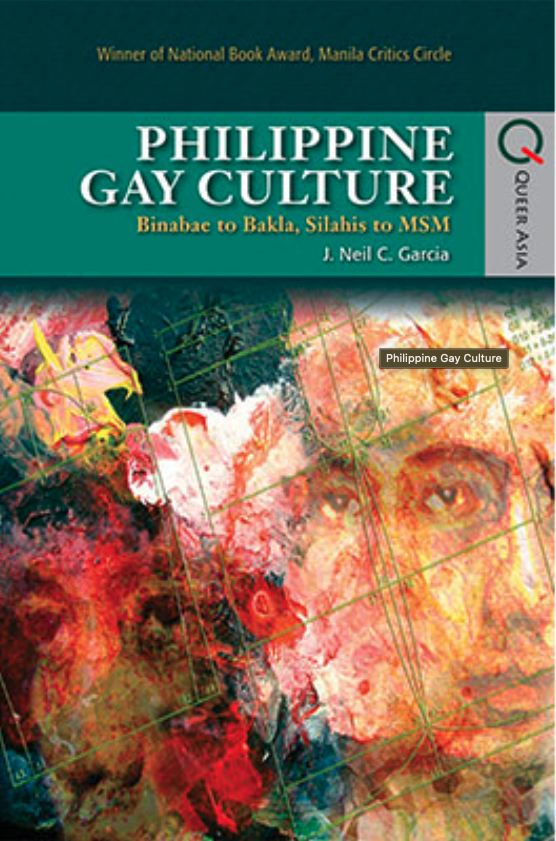 Winner of National Book Award, Manila Critics Circle
PHILIPPINE
GAY CULTURE
Binabae to Bakla, Silahis to MSM
J. Neil C. Garcia
QUEER ASIA
Philippine Gay Culture